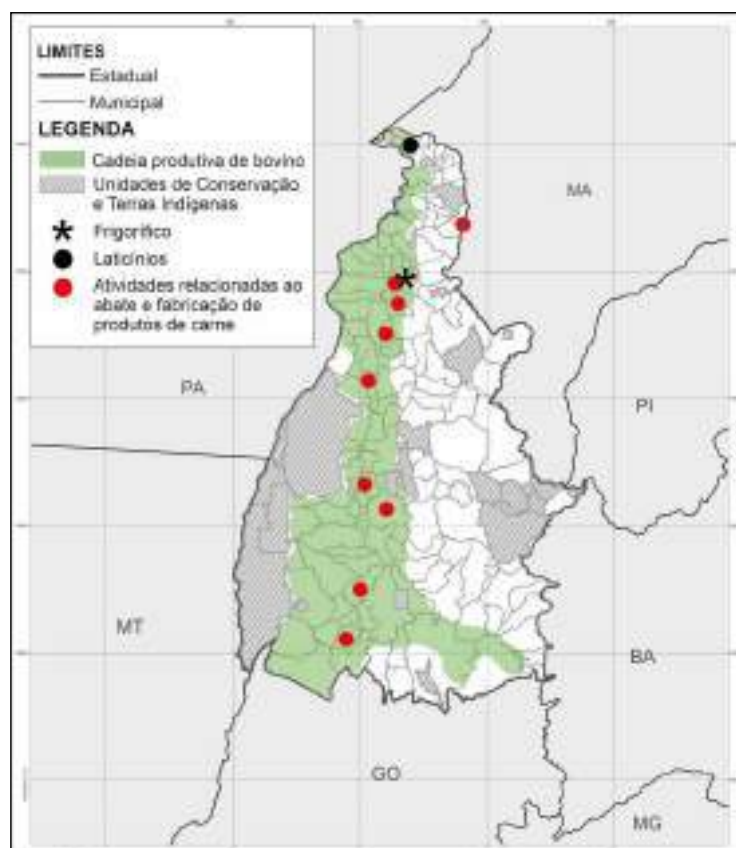 LIMITES
Estadual
Municipal
LEGENDA
Cadeia produtiva de bovino
Unidades de Conservação
e Terras Indígenas
Frigorífico
Laticínios
Atividades relacionadas ao
abate e fabricação de
produtos de carne
MA
PA
PI
MT
BA
GO
MG